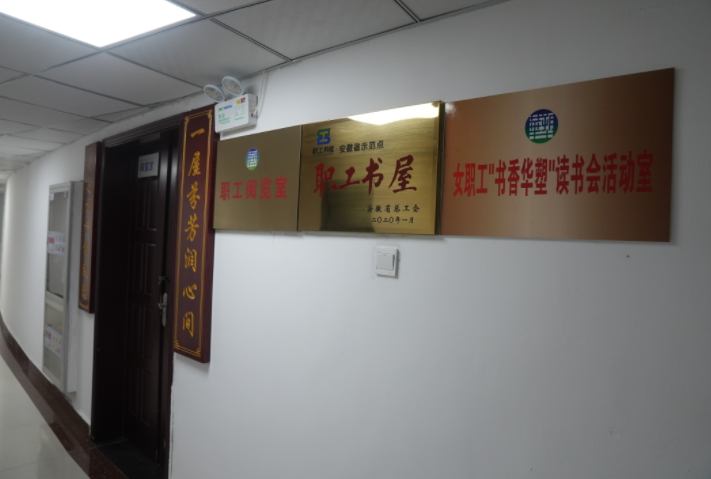 一屋芬芳润心间
职工阅览室
职工书屋·安徽省示范点
职工书屋
安徽省总工会
二〇二〇年一月
女职工"书香华塑"读书会活动室